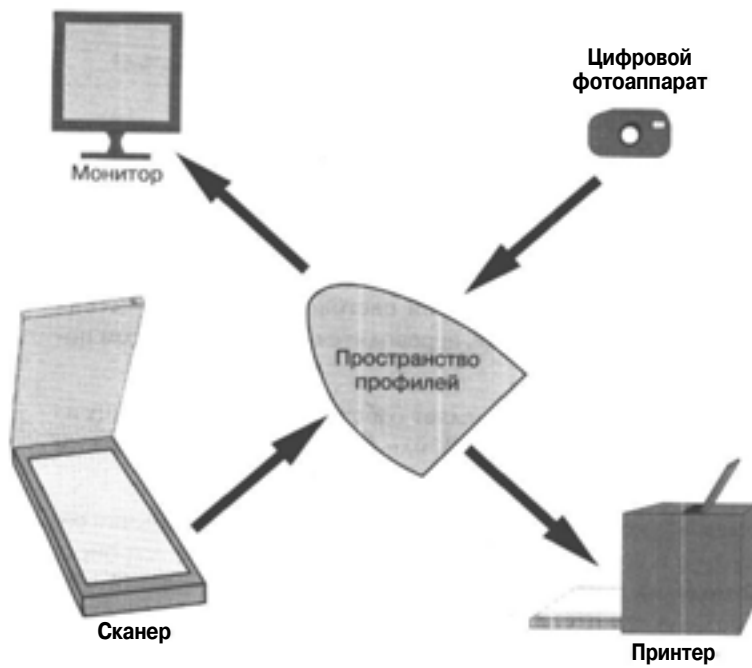 Цифровой
фотоаппарат
Монитор
Пространство
профилей
Сканер
Принтер